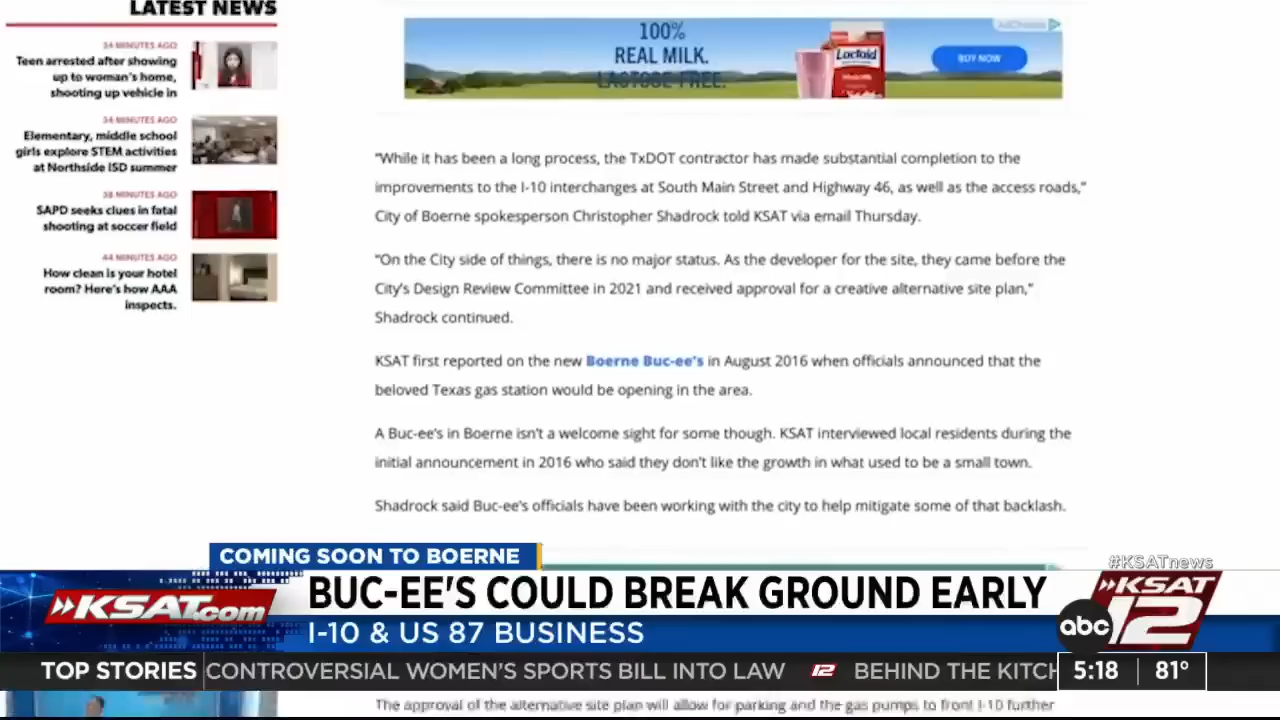 LATEST NEWS
34 MINUTES AGO
Teen arrested after showing
up to woman's home,
shooting up vehicle in
34 MINUTES AGO
Elementary, middle school
girls explore STEM activities
at Northside ISD summer
38 MINUTES AGO
SAPD seeks clues in fatal
shooting at soccer field
44 MINUTES AGO
How clean is your hotel
room? Here's how AAA
inspects.
100%
REAL MILK.
LACTOSE FREE.
Lactaid
BUY NOW
AdChoices
“While it has been a long process, the TxDOT contractor has made substantial completion to the
improvements to the I-10 interchanges at South Main Street and Highway 46, as well as the access roads,”
City of Boerne spokesperson Christopher Shadrock told KSAT via email Thursday.
“On the City side of things, there is no major status. As the developer for the site, they came before the
City’s Design Review Committee in 2021 and received approval for a creative alternative site plan,”
Shadrock continued.
KSAT first reported on the new Boerne Buc-ee’s in August 2016 when officials announced that the
beloved Texas gas station would be opening in the area.
A Buc-ee’s in Boerne isn’t a welcome sight for some though. KSAT interviewed local residents during the
initial announcement in 2016 who said they don’t like the growth in what used to be a small town.
Shadrock said Buc-ee’s officials have been working with the city to help mitigate some of that backlash.
COMING SOON TO BOERNE
#KSATnews
KSAT.com
BUC-EE'S COULD BREAK GROUND EARLY
I-10 & US 87 BUSINESS
abc
KSAT
12
TOP STORIES
CONTROVERSIAL WOMEN'S SPORTS BILL INTO LAW 12 BEHIND THE KITCH
5:18 81°
The approval of the alternative site plan will allow for parking and the gas pumps to front I-10 further